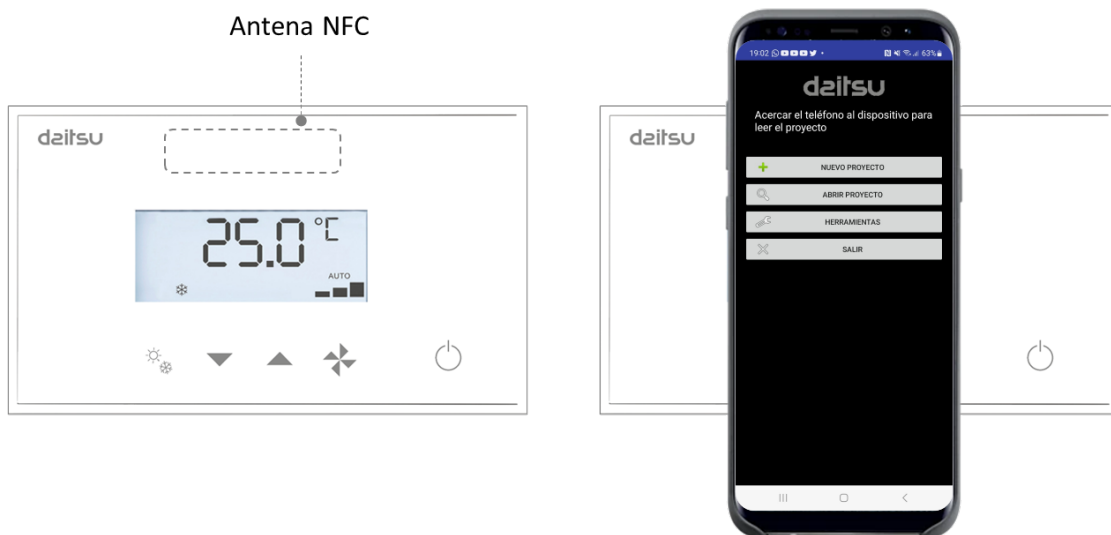 Antena NFC
daitsu
25.0 °C
AUTO
daitsu
19:02
63%
daitsu
Acercar el teléfono al dispositivo para
leer el proyecto
NUEVO PROYECTO
ABRIR PROYECTO
HERRAMIENTAS
SALIR